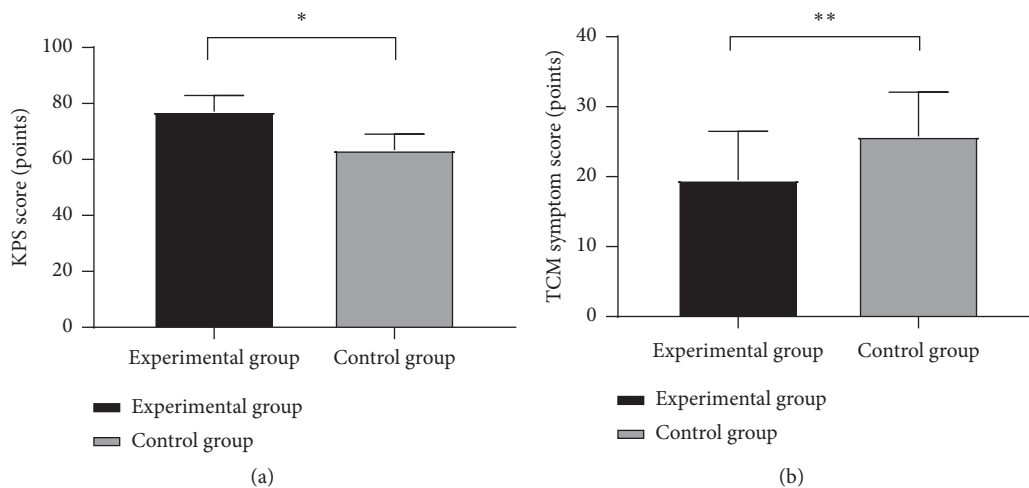 *
100
80
60
40
20
0
KPS score (points)
Experimental group
Control group
Experimental group
Control group
(a)
**
40
30
20
10
0
TCM symptom score (points)
Experimental group
Control group
Experimental group
Control group
(b)